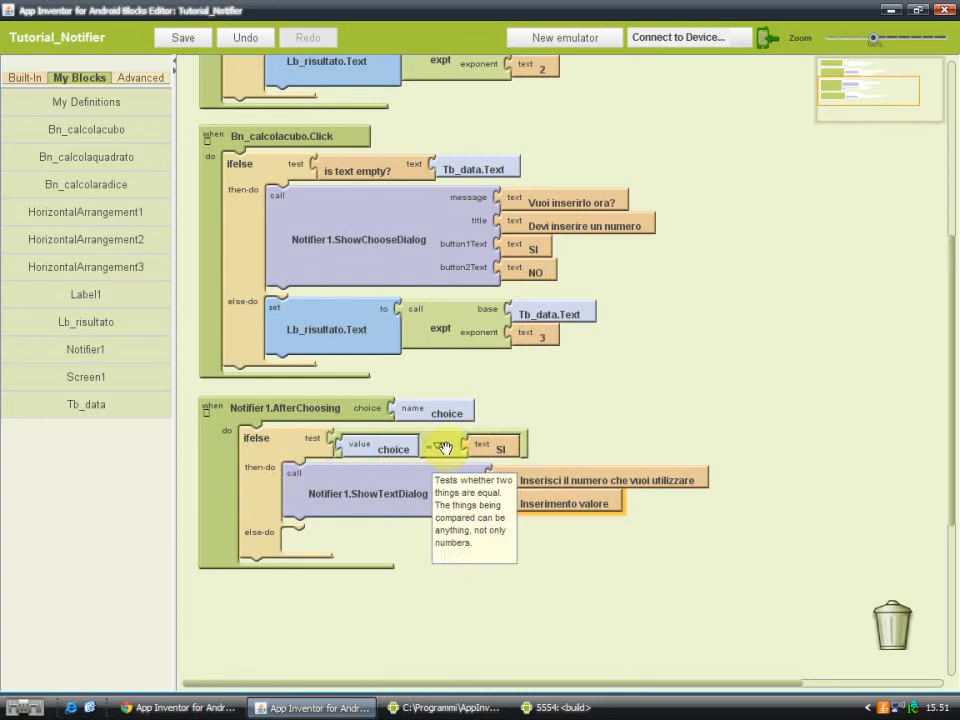 App Inventor for Android Blocks Editor: Tutorial_Notifier
Tutorial_Notifier
Save
Undo
Redo
New emulator
Connect to Device...
Zoom
100%
Built-In
My Blocks
Advanced
My Definitions
Bn_calcolacubo
Bn_calcolaquadrato
Bn_calcolaradice
HorizontalArrangement1
HorizontalArrangement2
HorizontalArrangement3
Label1
Lb_risultato
Notifier1
Screen1
Tb_data
Lb_risultato.Text
expt
exponent
text
2
when
Bn_calcolacubo.Click
do
ifelse
test
is text empty?
text
Tb_data.Text
then-do
call
Notifier1.ShowChooseDialog
message
text
Vuoi inserirlo ora?
title
text
Devi inserire un numero
button1Text
text
SI
button2Text
text
NO
else-do
set
Lb_risultato.Text
to
call
expt
base
Tb_data.Text
exponent
text
3
when
Notifier1.AfterChoosing
choice
name
choice
do
ifelse
test
value
choice
=
text
SI
then-do
call
Notifier1.ShowTextDialog
Inserisci il numero che vuoi utilizzare
Inserimento valore
else-do
Tests whether two
things are equal.
The things being
compared can be
anything, not only
numbers.
App Inventor for Andr...
App Inventor for Andr...
C:\Programmi\AppInv...
5554:<build>
15.51